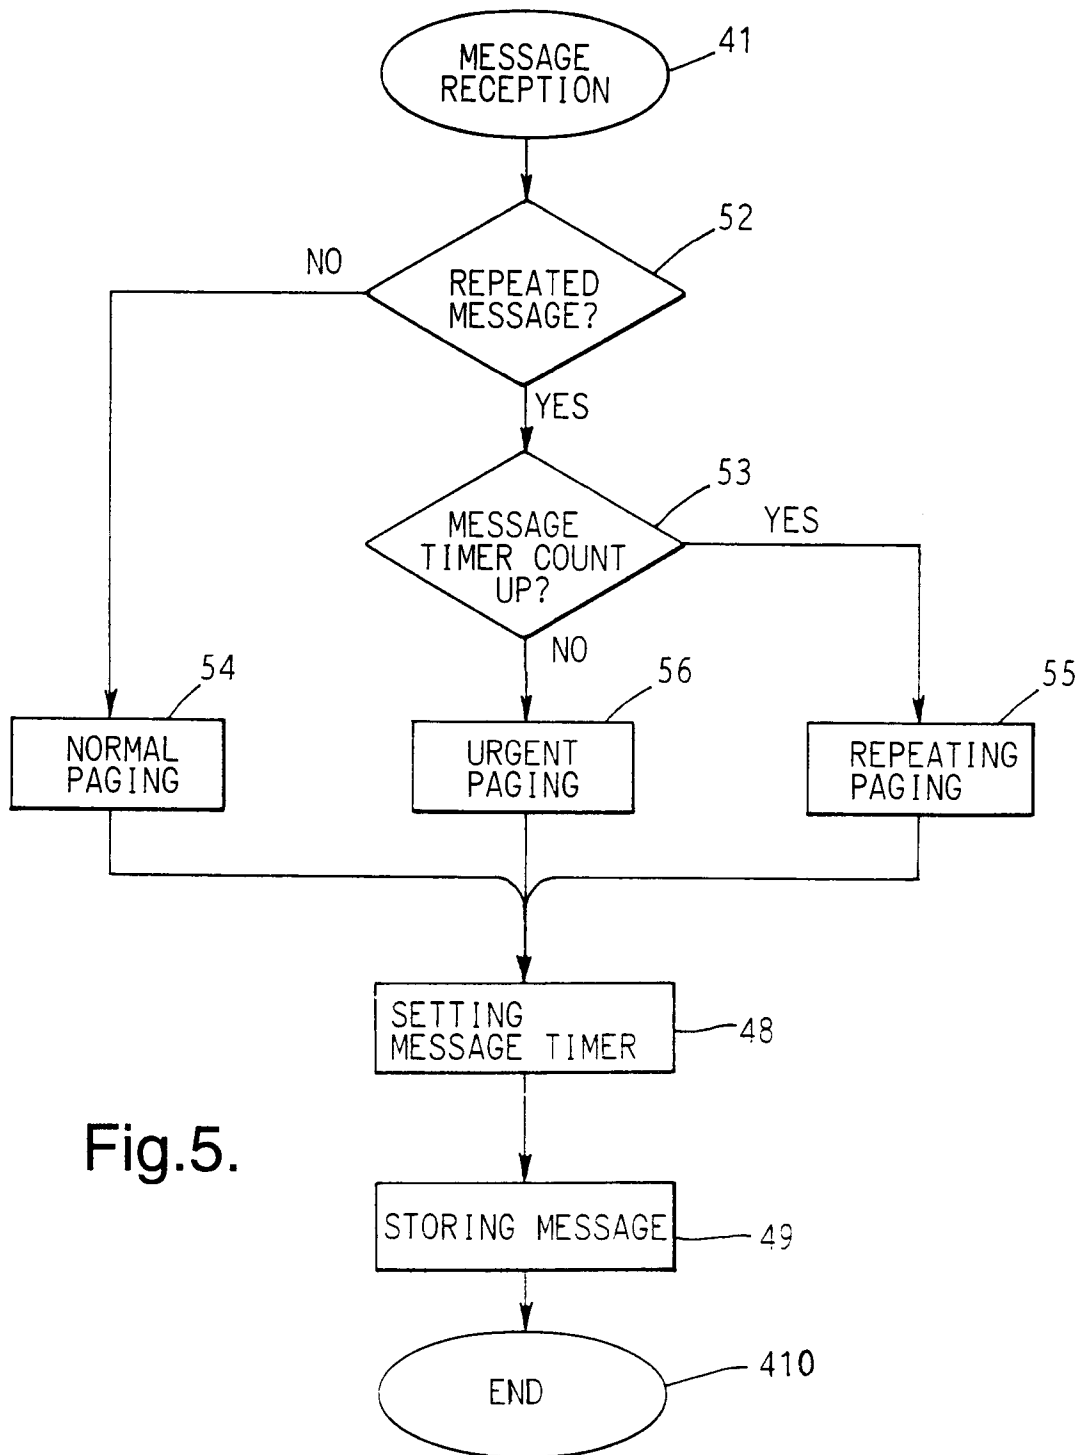 MESSAGE
RECEPTION
41
52
REPEATED
MESSAGE?
NO
YES
53
MESSAGE
TIMER COUNT
UP?
YES
NO
54
NORMAL
PAGING
56
URGENT
PAGING
55
REPEATING
PAGING
SETTING
MESSAGE TIMER
48
Fig.5.
STORING MESSAGE
49
END
410